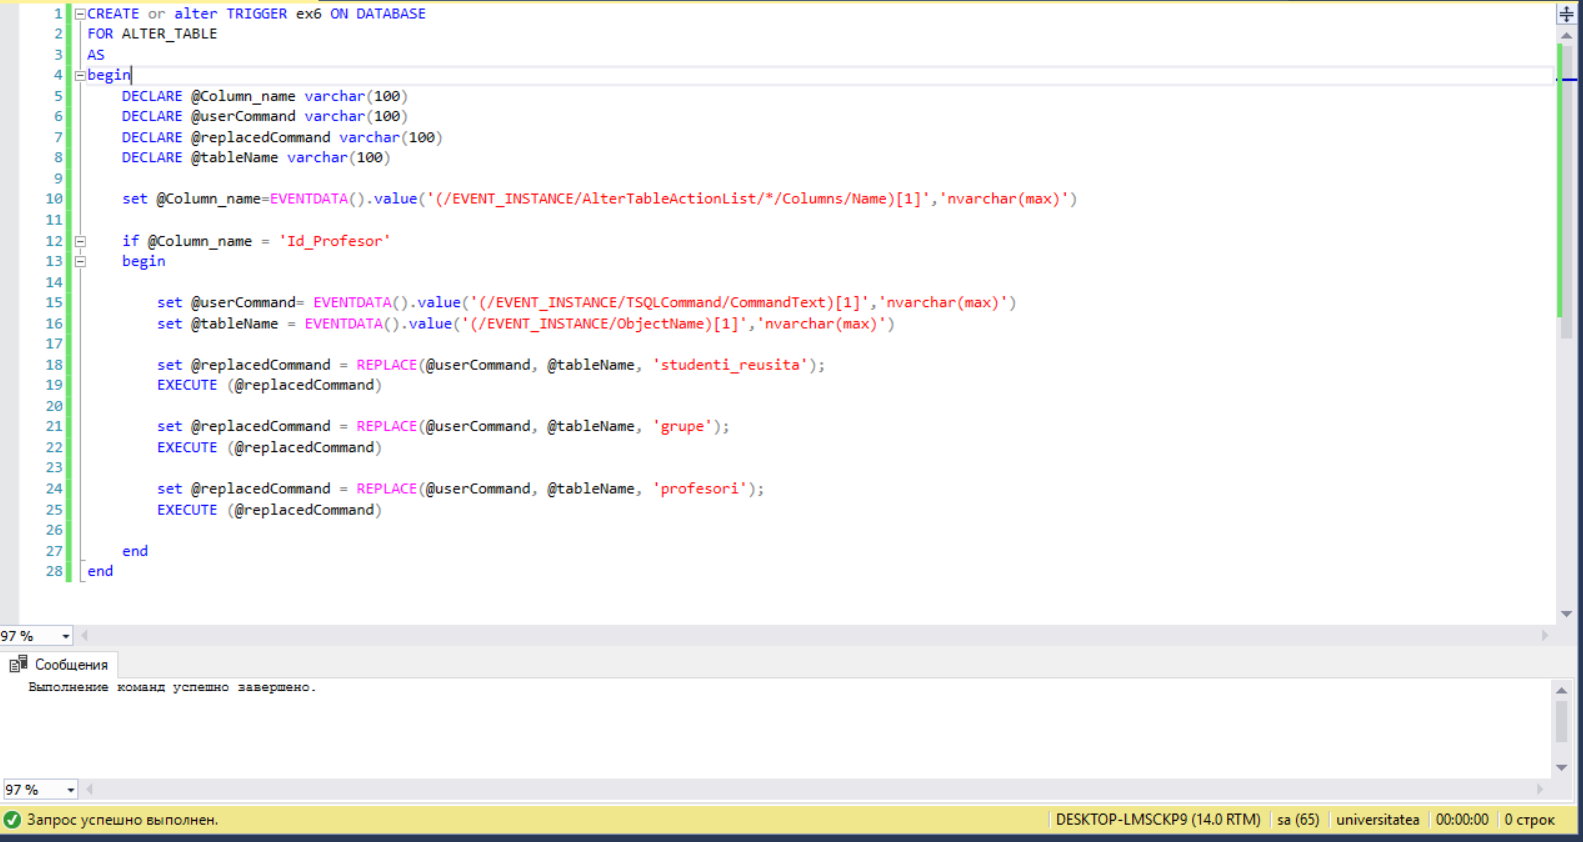 1 CREATE or alter TRIGGER ex6 ON DATABASE
2 FOR ALTER_TABLE
3 AS
4 begin
5 DECLARE @Column_name varchar(100)
6 DECLARE @userCommand varchar(100)
7 DECLARE @replacedCommand varchar(100)
8 DECLARE @tableName varchar(100)
9
10 set @Column_name=EVENTDATA().value('(/EVENT_INSTANCE/AlterTableActionList/*/Columns/Name)[1]','nvarchar(max)')
11
12 if @Column_name = 'Id_Profesor'
13 begin
14
15 set @userCommand= EVENTDATA().value('(/EVENT_INSTANCE/TSQLCommand/CommandText)[1]','nvarchar(max)')
16 set @tableName = EVENTDATA().value('(/EVENT_INSTANCE/ObjectName)[1]','nvarchar(max)')
17
18 set @replacedCommand = REPLACE(@userCommand, @tableName, 'studenti_reusita');
19 EXECUTE (@replacedCommand)
20
21 set @replacedCommand = REPLACE(@userCommand, @tableName, 'grupe');
22 EXECUTE (@replacedCommand)
23
24 set @replacedCommand = REPLACE(@userCommand, @tableName, 'profesori');
25 EXECUTE (@replacedCommand)
26
27 end
28 end
97 %
Сообщения
Выполнение команд успешно завершено.
97 %
Запрос успешно выполнен. DESKTOP-LMSCKP9 (14.0 RTM) sa (65) universitatea 00:00:00 0 строк